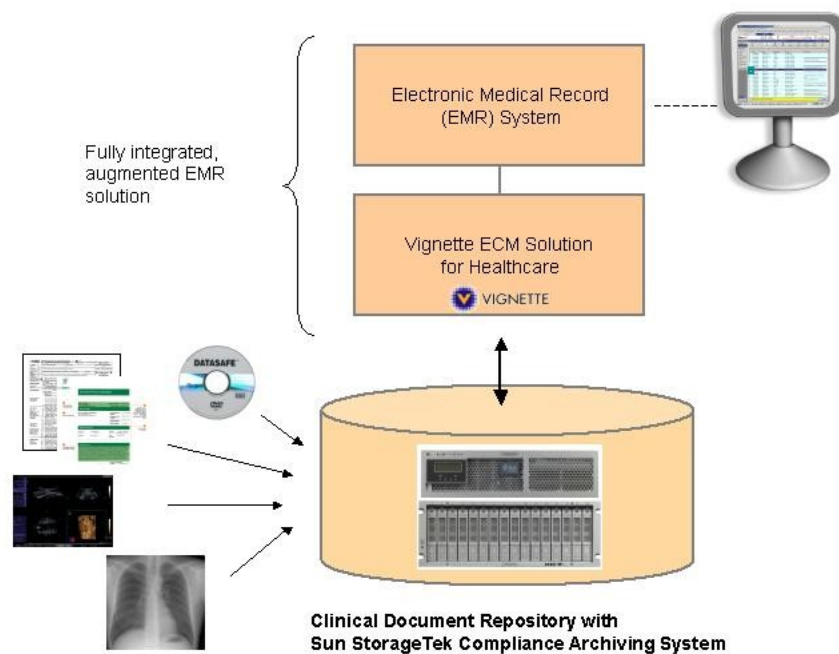 Electronic Medical Record
(EMR) System
Fully integrated,
augmented EMR
solution
Vignette ECM Solution
for Healthcare
V VIGNETTE
DATASAFE
DVD
Clinical Document Repository with
Sun StorageTek Compliance Archiving System